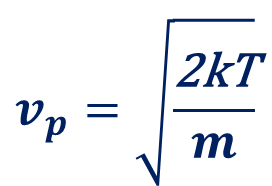 v_p = √(2kT/m)